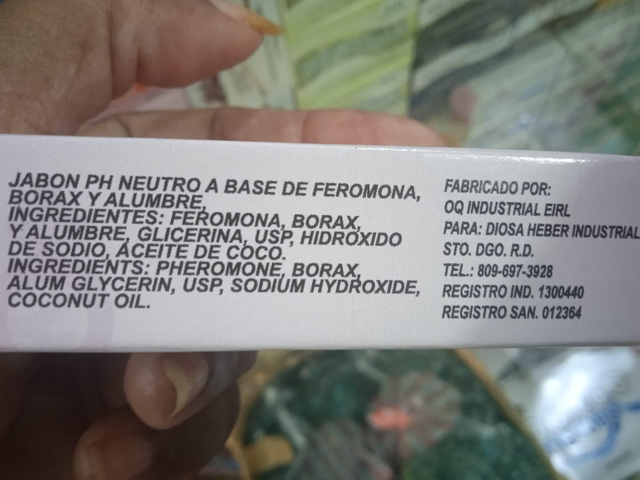 JABON PH NEUTRO A BASE DE FEROMONA,
BORAX Y ALUMBRE,
INGREDIENTES: FEROMONA, BORAX,
Y ALUMBRE, GLICERINA, USP, HIDROXIDO
DE SODIO, ACEITE DE COCO.
INGREDIENTS: PHEROMONE, BORAX,
ALUM GLYCERIN, USP, SODIUM HYDROXIDE,
COCONUT OIL.
FABRICADO POR:
OQ INDUSTRIAL EIRL
PARA: DIOSA HEBER INDUSTRIAL
STO. DGO. R.D.
TEL.: 809-697-3928
REGISTRO IND. 1300440
REGISTRO SAN. 012364